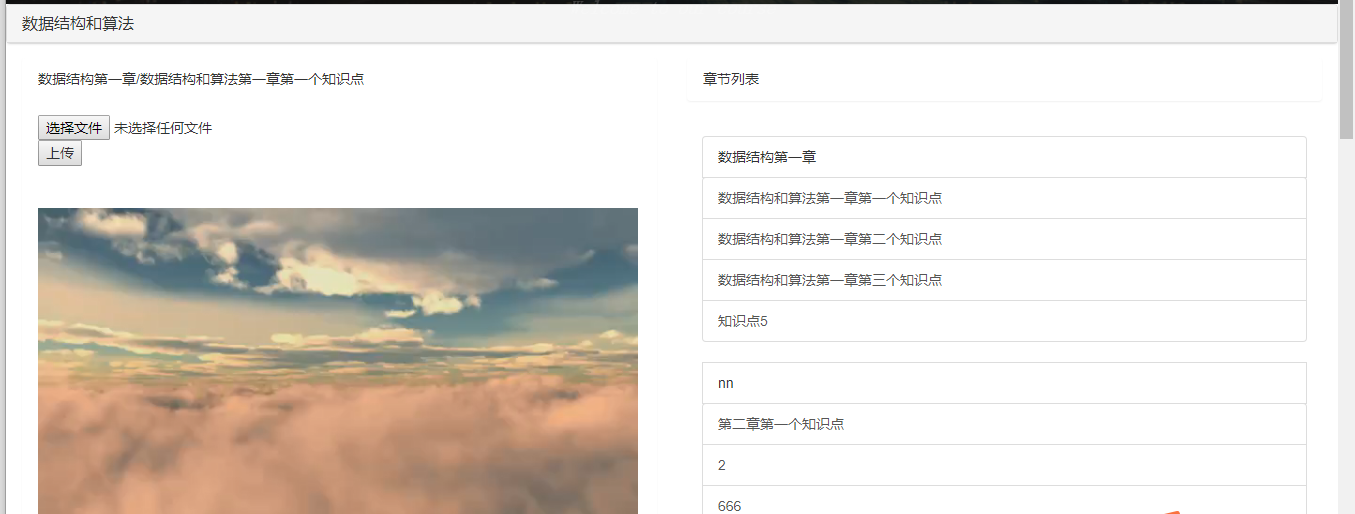 数据结构和算法
数据结构第一章/数据结构和算法第一章第一个知识点
选择文件 未选择任何文件
上传
章节列表
数据结构第一章
数据结构和算法第一章第一个知识点
数据结构和算法第一章第二个知识点
数据结构和算法第一章第三个知识点
知识点5
nn
第二章第一个知识点
2
666